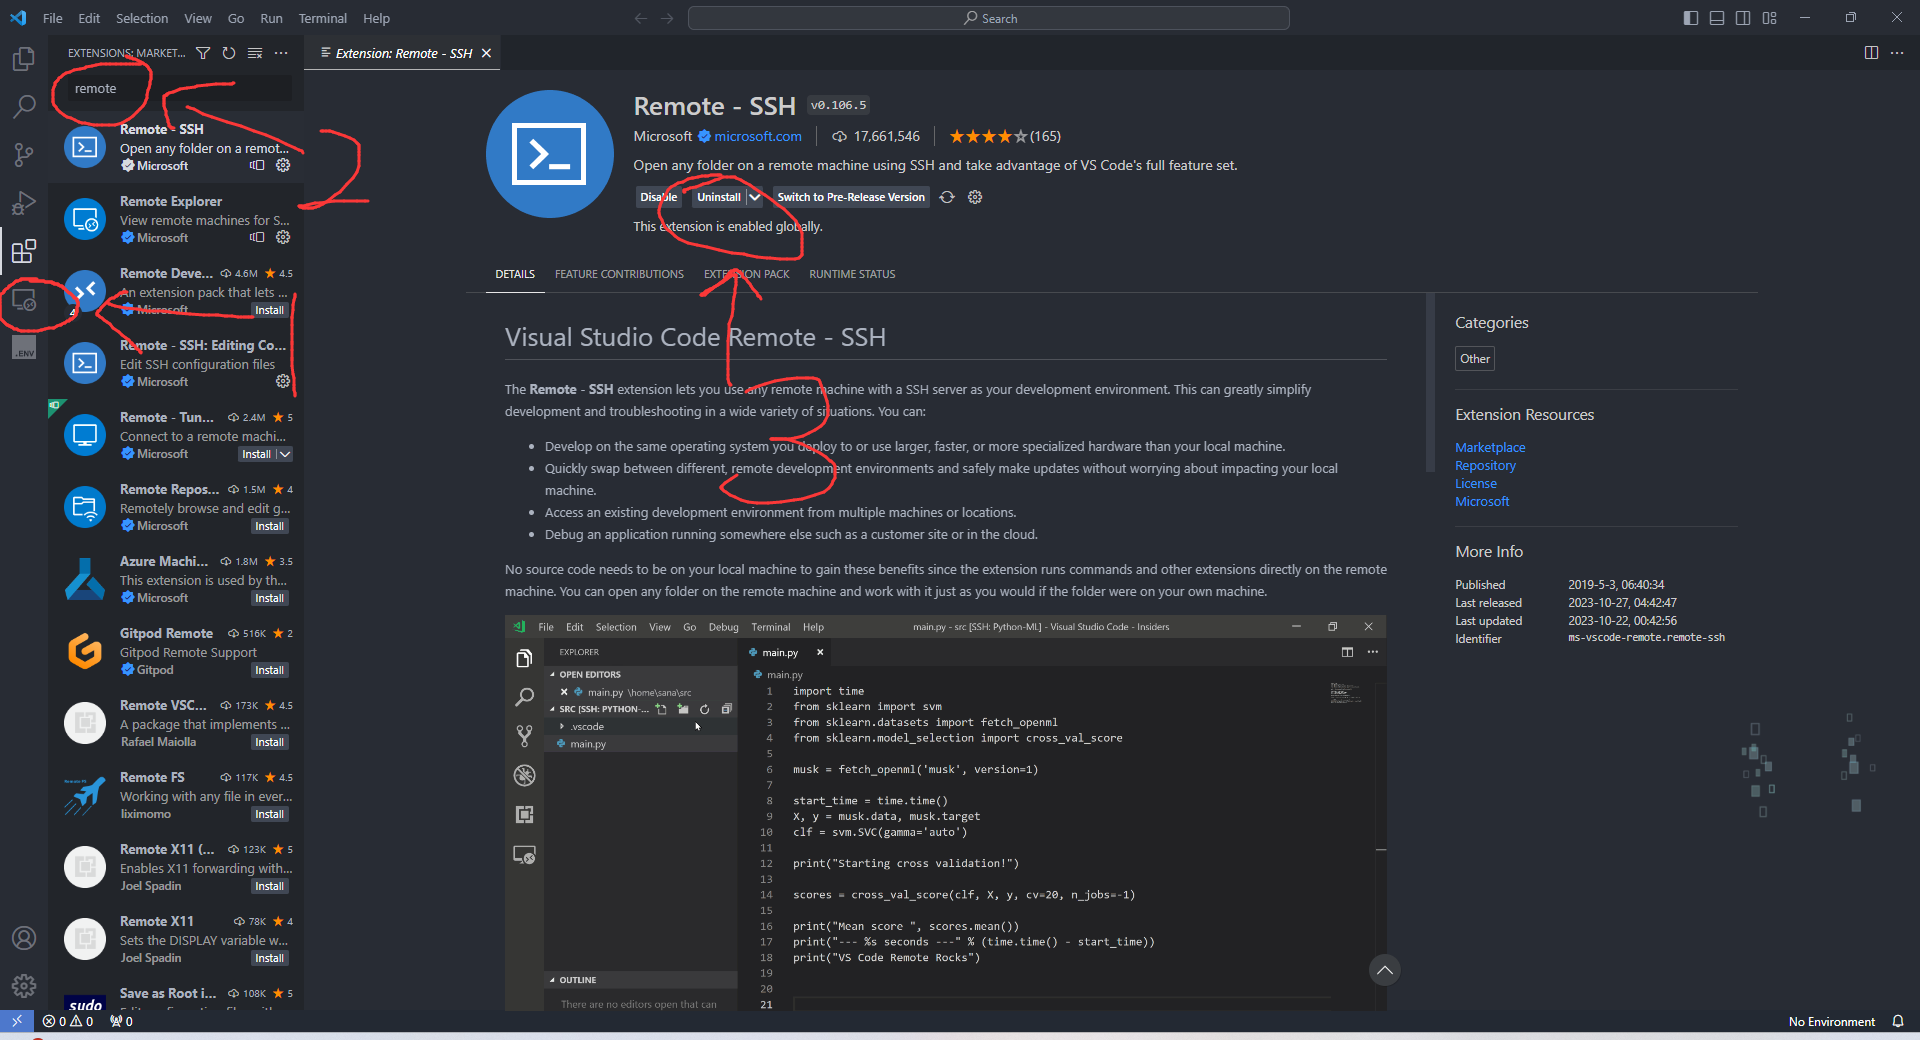 File Edit Selection View Go Run Terminal Help
Search
EXTENSIONS: MARKET...
Extension: Remote - SSH
remote
Remote - SSH
Open any folder on a remot...
Microsoft
Remote Explorer
View remote machines for S...
Microsoft
Remote Deve... 4.6M 4.5
An extension pack that lets ...
Microsoft Install
4
Remote - SSH: Editing Co...
Edit SSH configuration files
Microsoft
.ENV
Remote - Tun... 2.4M 5
Connect to a remote machi...
Microsoft Install
Remote Repos... 1.5M 4
Remotely browse and edit g...
Microsoft Install
Azure Machi... 1.8M 3.5
This extension is used by th...
Microsoft Install
Gitpod Remote 516K 2
Gitpod Remote Support
Gitpod Install
Remote VSC... 173K 4.5
A package that implements ...
Rafael Maiolla Install
Remote FS 117K 4.5
Working with any file in ever...
liximomo Install
Remote X11 (... 123K 5
Enables X11 forwarding with...
Joel Spadin Install
Remote X11 78K 4
Sets the DISPLAY variable w...
Joel Spadin Install
Save as Root i... 108K 5
sudo
2
1
3
Remote - SSH v0.106.5
Microsoft microsoft.com 17,661,546 (165)
Open any folder on a remote machine using SSH and take advantage of VS Code's full feature set.
Disable Uninstall Switch to Pre-Release Version
This extension is enabled globally.
DETAILS FEATURE CONTRIBUTIONS EXTENSION PACK RUNTIME STATUS
Visual Studio Code Remote - SSH
The Remote - SSH extension lets you use any remote machine with a SSH server as your development environment. This can greatly simplify
development and troubleshooting in a wide variety of situations. You can:
• Develop on the same operating system you deploy to or use larger, faster, or more specialized hardware than your local machine.
• Quickly swap between different, remote development environments and safely make updates without worrying about impacting your local
machine.
• Access an existing development environment from multiple machines or locations.
• Debug an application running somewhere else such as a customer site or in the cloud.
No source code needs to be on your local machine to gain these benefits since the extension runs commands and other extensions directly on the remote
machine. You can open any folder on the remote machine and work with it just as you would if the folder were on your own machine.
File Edit Selection View Go Debug Terminal Help main.py - src [SSH: Python-ML] - Visual Studio Code - Insiders
EXPLORER
OPEN EDITORS
main.py \home\sana\src
SRC [SSH: PYTHON-...
.vscode
main.py
OUTLINE
There are no editors open that can
main.py
main.py
1 import time
2 from sklearn import svm
3 from sklearn.datasets import fetch_openml
4 from sklearn.model_selection import cross_val_score
5
6 musk = fetch_openml('musk', version=1)
7
8 start_time = time.time()
9 X, y = musk.data, musk.target
10 clf = svm.SVC(gamma='auto')
11
12 print("Starting cross validation!")
13
14 scores = cross_val_score(clf, X, y, cv=20, n_jobs=-1)
15
16 print("Mean score ", scores.mean())
17 print("--- %s seconds ---" % (time.time() - start_time))
18 print("VS Code Remote Rocks")
19
20
21
Categories
Other
Extension Resources
Marketplace
Repository
License
Microsoft
More Info
Published 2019-5-3, 06:40:34
Last released 2023-10-27, 04:42:47
Last updated 2023-10-22, 00:42:56
Identifier ms-vscode-remote.remote-ssh
0 0 0
No Environment